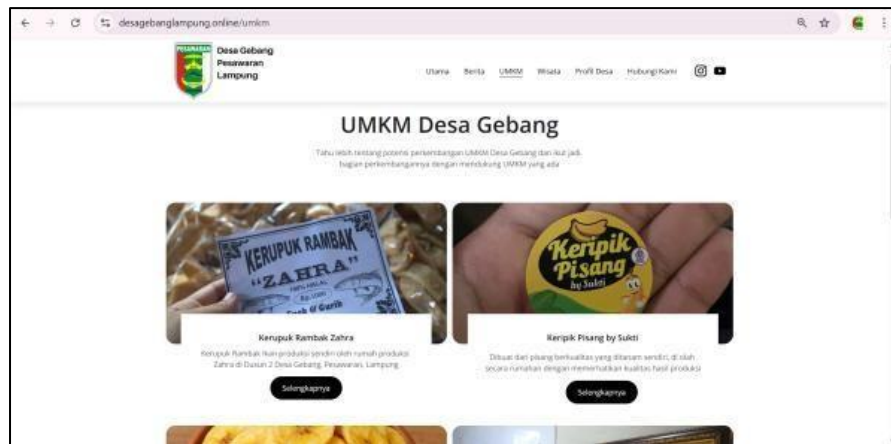 desagebanglampung.online/umkm
PESAWARAN
Desa Gebang
Pesawaran
Lampung
Utama Berita UMKM Wisata Profil Desa Hubungi Kami
UMKM Desa Gebang
Tahu lebih tentang potensi perkembangan UMKM Desa Gebang dan ikut jadi
bagian perkembangannya dengan mendukung UMKM yang ada
KERUPUK RAMBAK
"ZAHRA"
100% HALAL
& Gurih
Keripik
Pisang
by Sukti
Kerupuk Rambak Zahra
Kerupuk Rambak Ikan produksi sendiri oleh rumah produksi
Zahra di Dusun 2 Desa Gebang, Pesawaran, Lampung
Selengkapnya
Keripik Pisang by Sukti
Dibuat dari pisang berkualitas yang ditanam sendiri, di olah
secara rumahan dengan memerhatikan kualitas hasil produksi
Selengkapnya